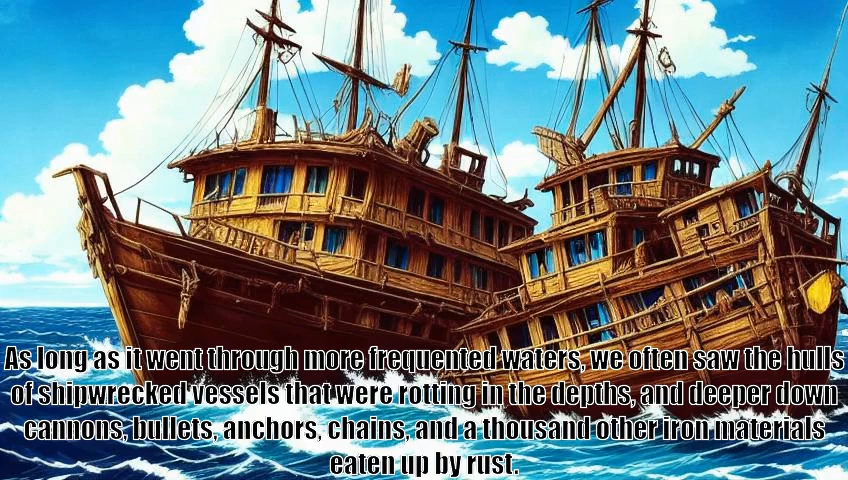 As long as it went through more frequented waters, we often saw the hulls
of shipwrecked vessels that were rotting in the depths, and deeper down
cannons, bullets, anchors, chains, and a thousand other iron materials
eaten up by rust.